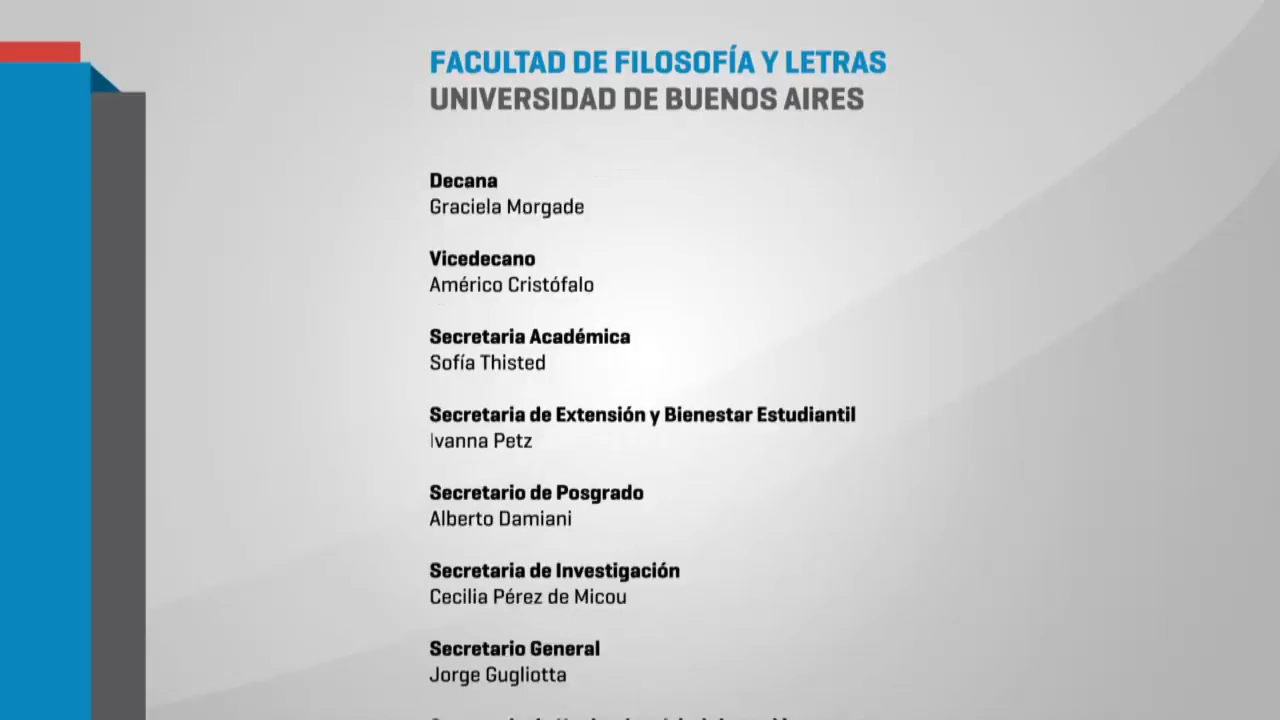 FACULTAD DE FILOSOFÍA Y LETRAS
UNIVERSIDAD DE BUENOS AIRES
Decana
Graciela Morgade
Vicedecano
Américo Cristófalo
Secretaria Académica
Sofía Thisted
Secretaria de Extensión y Bienestar Estudiantil
Ivanna Petz
Secretario de Posgrado
Alberto Damiani
Secretaria de Investigación
Cecilia Pérez de Micou
Secretario General
Jorge Gugliotta